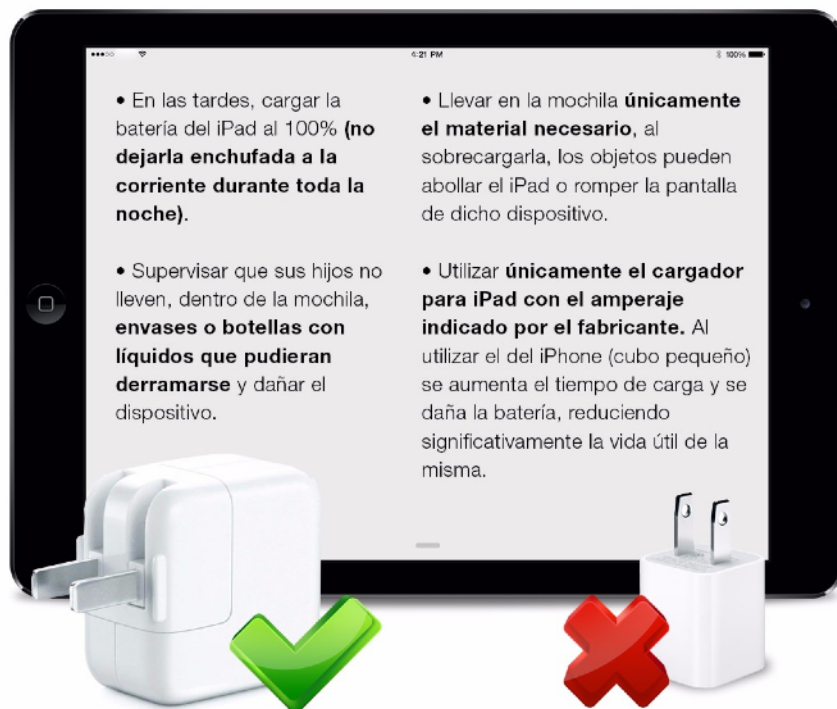 4:21 PM
100%
• En las tardes, cargar la
batería del iPad al 100% (no
dejarla enchufada a la
corriente durante toda la
noche).
• Supervisar que sus hijos no
lleven, dentro de la mochila,
envases o botellas con
líquidos que pudieran
derramarse y dañar el
dispositivo.
• Llevar en la mochila únicamente
el material necesario, al
sobrecargarla, los objetos pueden
abollar el iPad o romper la pantalla
de dicho dispositivo.
• Utilizar únicamente el cargador
para iPad con el amperaje
indicado por el fabricante. Al
utilizar el del iPhone (cubo pequeño)
se aumenta el tiempo de carga y se
daña la batería, reduciendo
significativamente la vida útil de la
misma.